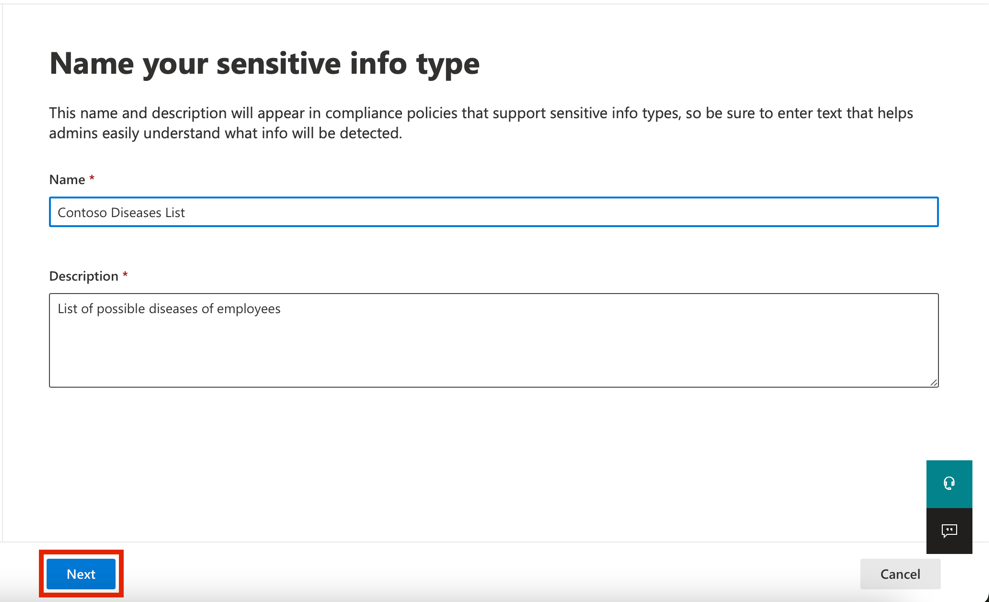 Name your sensitive info type
This name and description will appear in compliance policies that support sensitive info types, so be sure to enter text that helps
admins easily understand what info will be detected.
Name *
Contoso Diseases List
Description *
List of possible diseases of employees
Next
Cancel